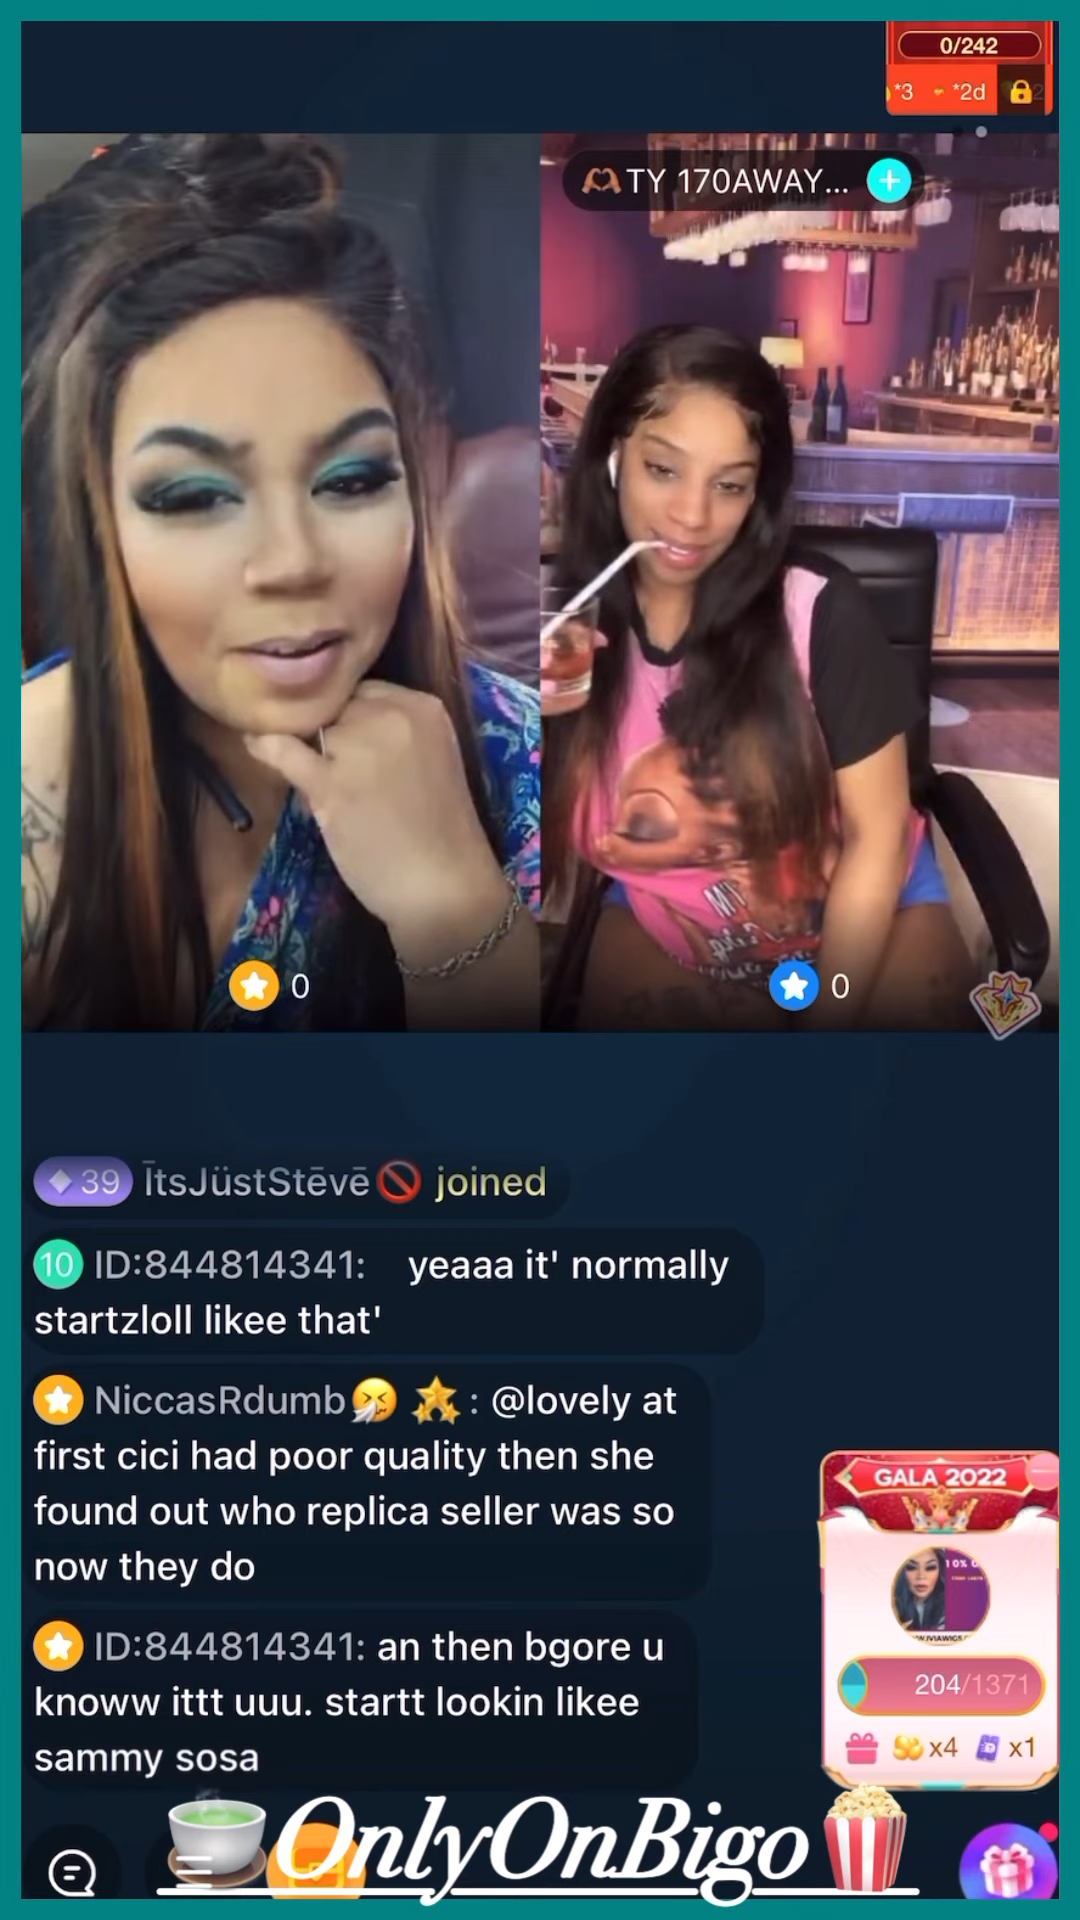 0/242
*3 *2d
TY 170AWAY...
0
0
39 ĪtsJüstStēvē joined
10 ID:844814341: yeaaa it' normally
startzloll likee that'
NiccasRdumb : @lovely at
first cici had poor quality then she
found out who replica seller was so
now they do
ID:844814341: an then bgore u
knoww ittt uuu. startt lookin likee
sammy sosa
GALA 2022
204/1371
x4 x1
OnlyOnBigo